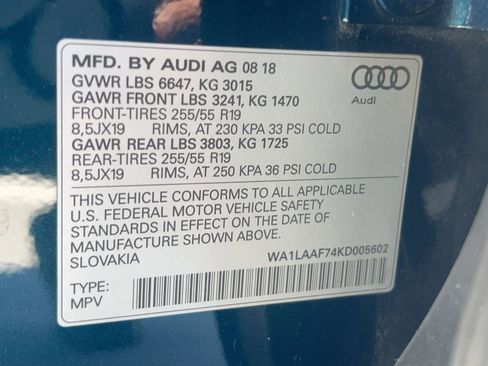 MFD. BY AUDI AG 08 18
GVWR LBS 6647, KG 3015
GAWR FRONT LBS 3241, KG 1470
FRONT-TIRES 255/55 R19
8,5JX19 RIMS, AT 230 KPA 33 PSI COLD
GAWR REAR LBS 3803, KG 1725
REAR-TIRES 255/55 R19
8,5JX19 RIMS, AT 250 KPA 36 PSI COLD
Audi
THIS VEHICLE CONFORMS TO ALL APPLICABLE
U.S. FEDERAL MOTOR VEHICLE SAFETY
STANDARDS IN EFFECT ON THE DATE OF
MANUFACTURE SHOWN ABOVE.
SLOVAKIA
WA1LAAF74KD005602
TYPE:
MPV